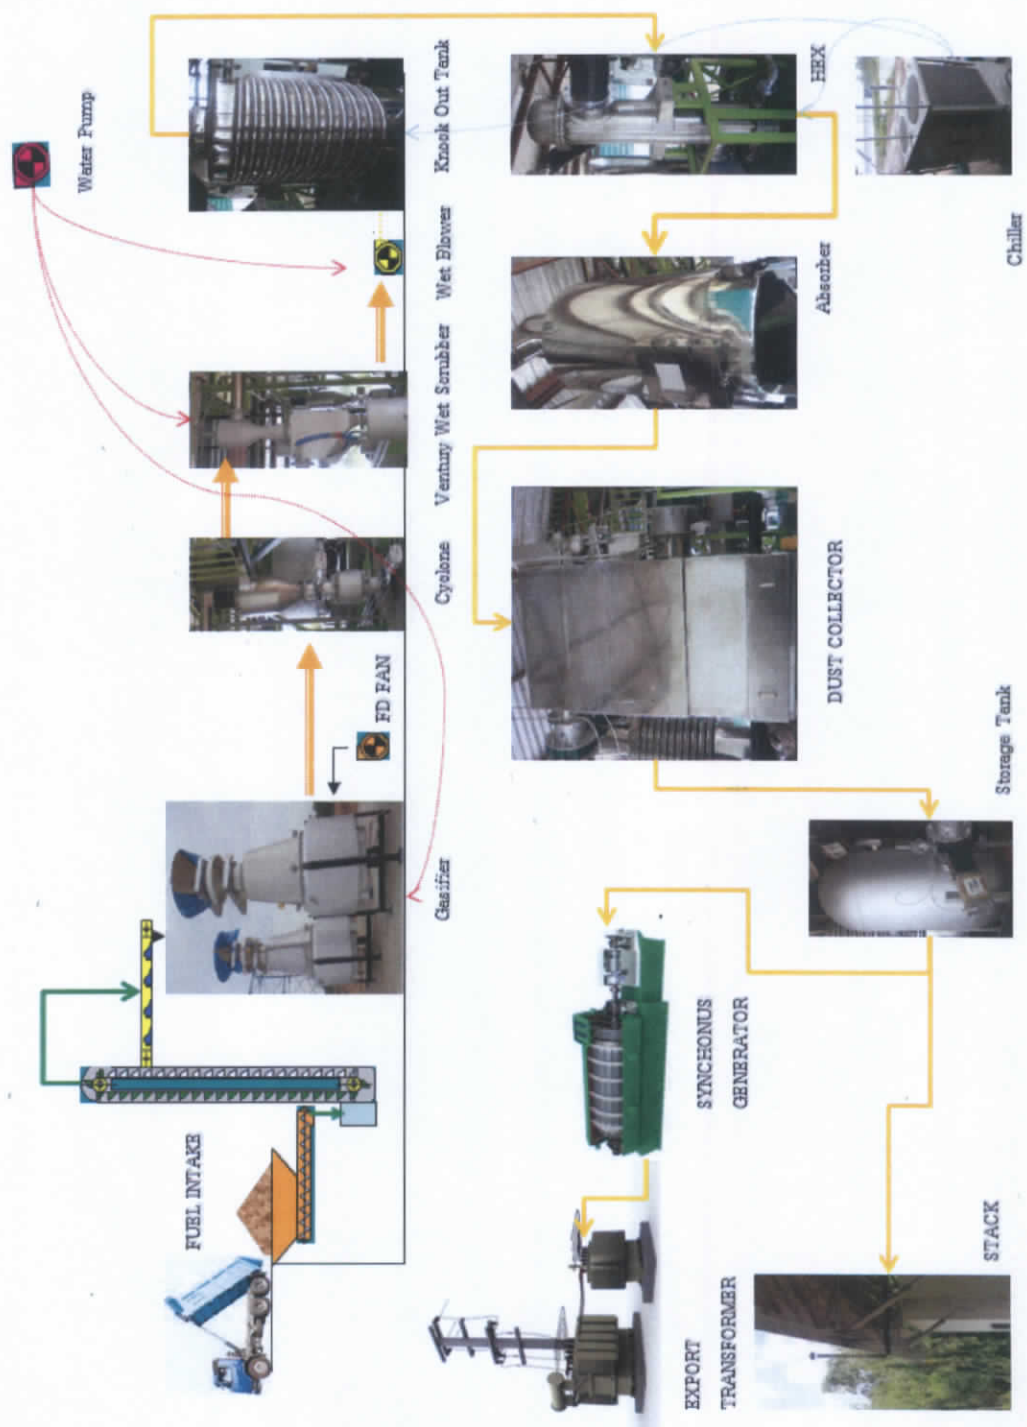 FUEL INTAKE
Gasifier
FD FAN
Cyclone
Ventury Wet Scrubber
Wet Blower
Water Pump
Knook Out Tank
EXPORT
TRANSFORMER
SYNCHONUS
GENERATOR
DUST COLLECTOR
Absorber
HEX
STACK
Storage Tank
Chiller